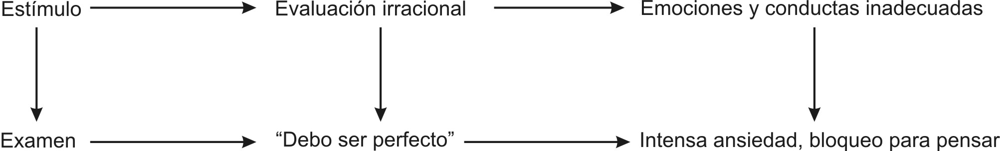 Estímulo Evaluación irracional Emociones y conductas inadecuadas
Examen “Debo ser perfecto” Intensa ansiedad, bloqueo para pensar